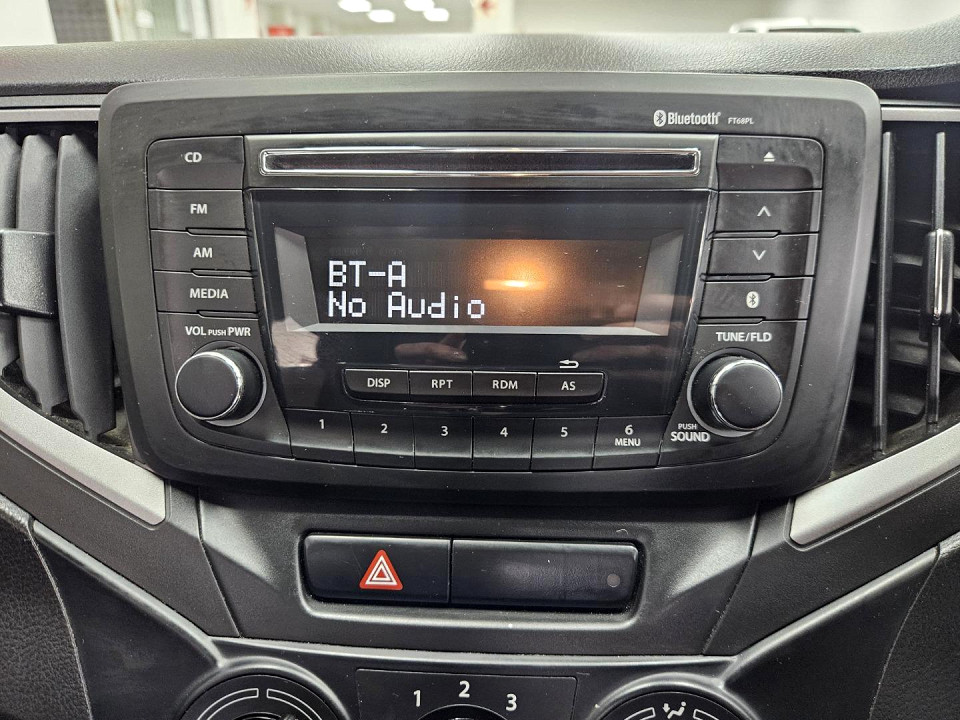 Bluetooth® FT68PL
CD
FM
AM
MEDIA
VOL PUSH PWR
BT-A
No Audio
TUNE/FLD
DISP RPT RDM AS
1 2 3 4 5 6
MENU
PUSH
SOUND
1 2 3